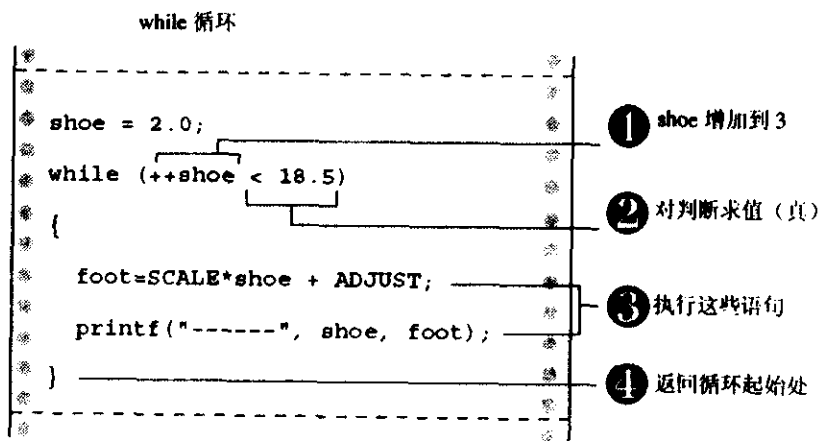 while 循环
shoe = 2.0;
1 shoe 增加到 3
while (++shoe < 18.5)
2 对判断求值（真）
{
foot=SCALE*shoe + ADJUST;
3 执行这些语句
printf("------", shoe, foot);
}
4 返回循环起始处